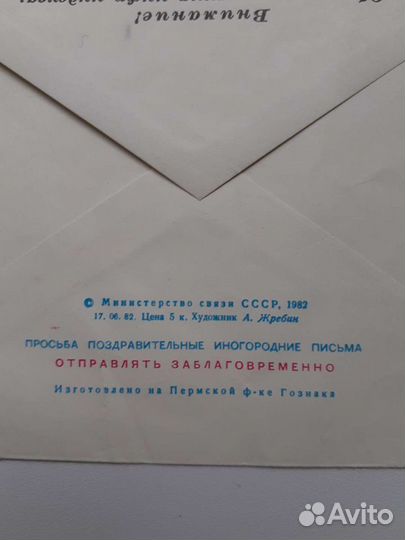 Внимание!
© Министерство связи СССР, 1982
17. 06. 82. Цена 5 к. Художник А. Жребин
ПРОСЬБА ПОЗДРАВИТЕЛЬНЫЕ ИНОГОРОДНИЕ ПИСЬМА
ОТПРАВЛЯТЬ ЗАБЛАГОВРЕМЕННО
Изготовлено на Пермской ф-ке Гознака
Avito